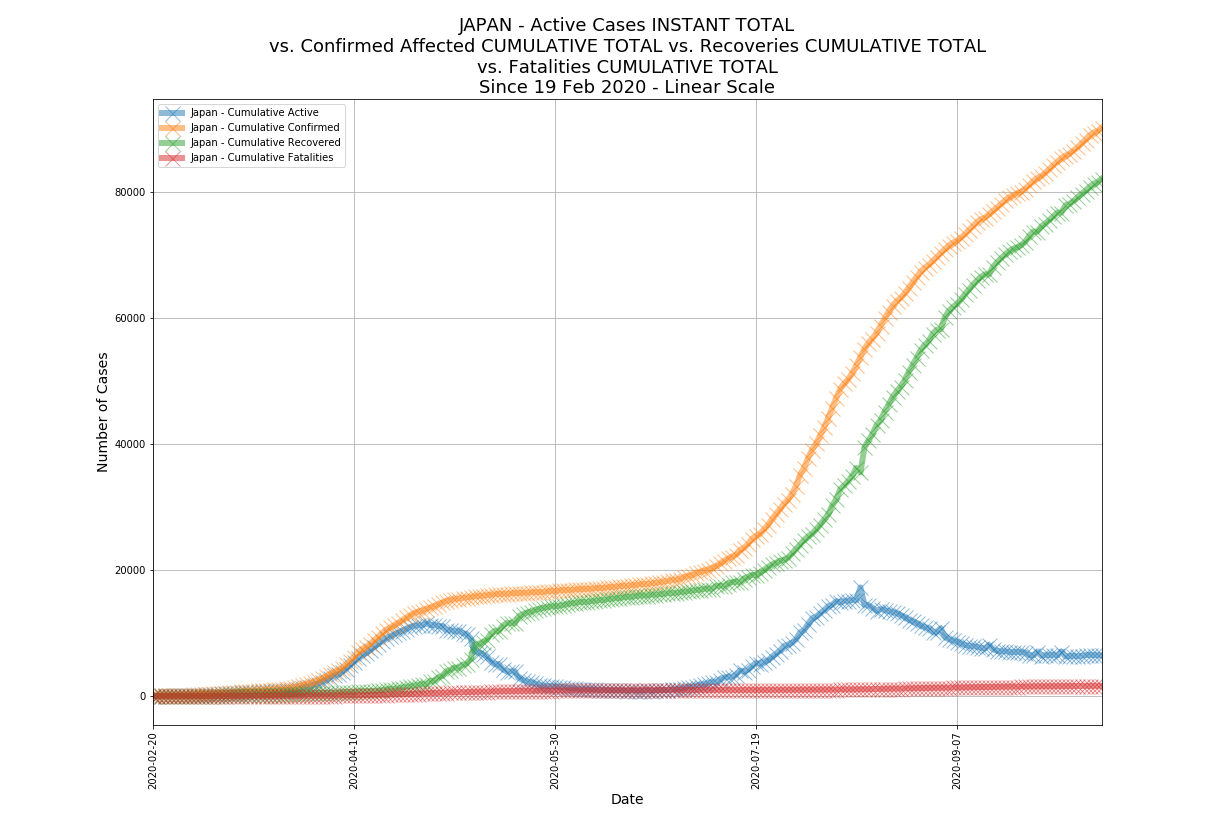 JAPAN - Active Cases INSTANT TOTAL
vs. Confirmed Affected CUMULATIVE TOTAL vs. Recoveries CUMULATIVE TOTAL
vs. Fatalities CUMULATIVE TOTAL
Since 19 Feb 2020 - Linear Scale
Japan - Cumulative Active
Japan - Cumulative Confirmed
Japan - Cumulative Recovered
Japan - Cumulative Fatalities
Number of Cases
80000
60000
40000
20000
0
2020-02-20
2020-04-10
2020-05-30
2020-07-19
2020-09-07
Date